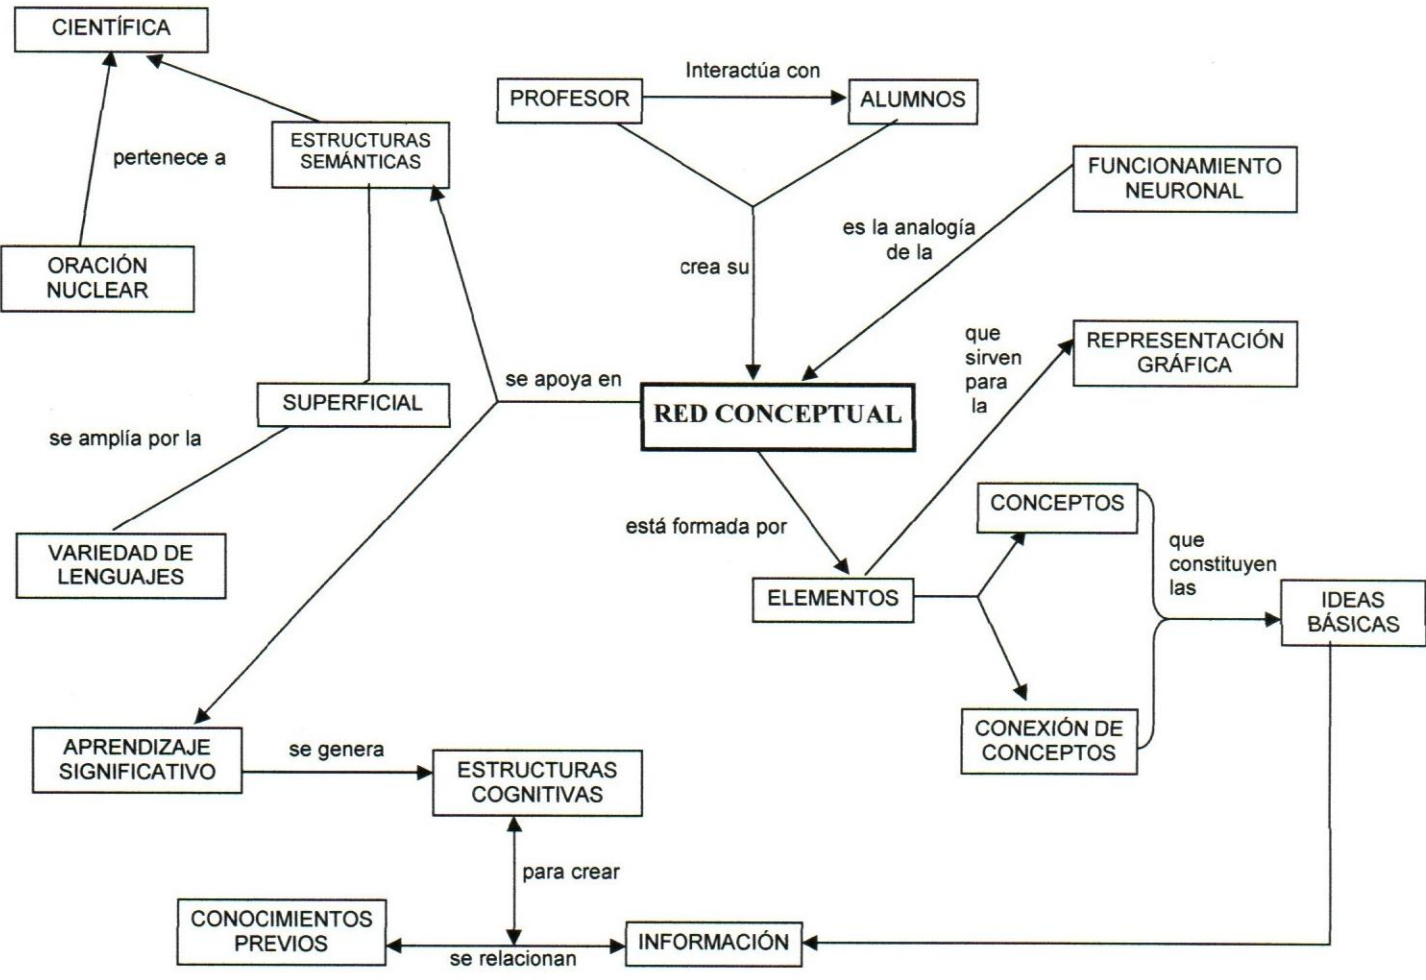 CIENTÍFICA
Interactúa con
PROFESOR
ALUMNOS
ESTRUCTURAS
SEMÁNTICAS
pertenece a
FUNCIONAMIENTO
NEURONAL
es la analogía
de la
crea su
ORACIÓN
NUCLEAR
que
sirven
para
la
REPRESENTACIÓN
GRÁFICA
se apoya en
SUPERFICIAL
RED CONCEPTUAL
se amplía por la
CONCEPTOS
está formada por
VARIEDAD DE
LENGUAJES
que
constituyen
las
ELEMENTOS
IDEAS
BÁSICAS
CONEXIÓN DE
CONCEPTOS
APRENDIZAJE
SIGNIFICATIVO
se genera
ESTRUCTURAS
COGNITIVAS
para crear
CONOCIMIENTOS
PREVIOS
se relacionan
INFORMACIÓN